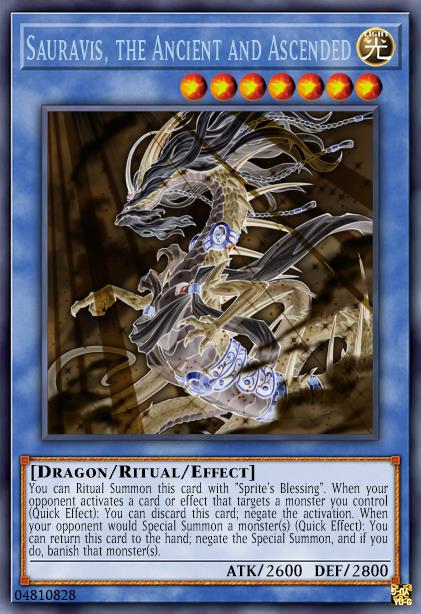 Sauravis, the Ancient and Ascended
LIGHT
光
[Dragon/Ritual/Effect]
You can Ritual Summon this card with "Sprite's Blessing". When your
opponent activates a card or effect that targets a monster you control
(Quick Effect): You can discard this card; negate the activation. When
your opponent would Special Summon a monster(s) (Quick Effect): You
can return this card to the hand; negate the Special Summon, and if you
do, banish that monster(s).
ATK/2600 DEF/2800
04810828